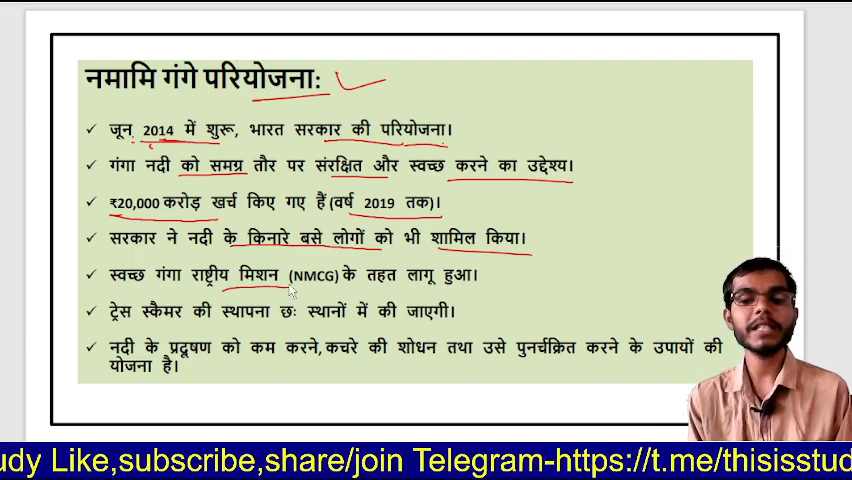 नमामि गंगे परियोजनाः
✓ जून 2014 में शुरू, भारत सरकार की परियोजना।
✓ गंगा नदी को समग्र तौर पर संरक्षित और स्वच्छ करने का उद्देश्य।
✓ ₹20,000 करोड़ खर्च किए गए हैं (वर्ष 2019 तक)।
✓ सरकार ने नदी के किनारे बसे लोगों को भी शामिल किया।
✓ स्वच्छ गंगा राष्ट्रीय मिशन (NMCG) के तहत लागू हुआ।
✓ ट्रेस स्कैमर की स्थापना छः स्थानों में की जाएगी।
✓ नदी के प्रदूषण को कम करने, कचरे की शोधन तथा उसे पुनर्चक्रित करने के उपायों की
योजना है।
udy Like,subscribe,share/join Telegram-https://t.me/thisisstud